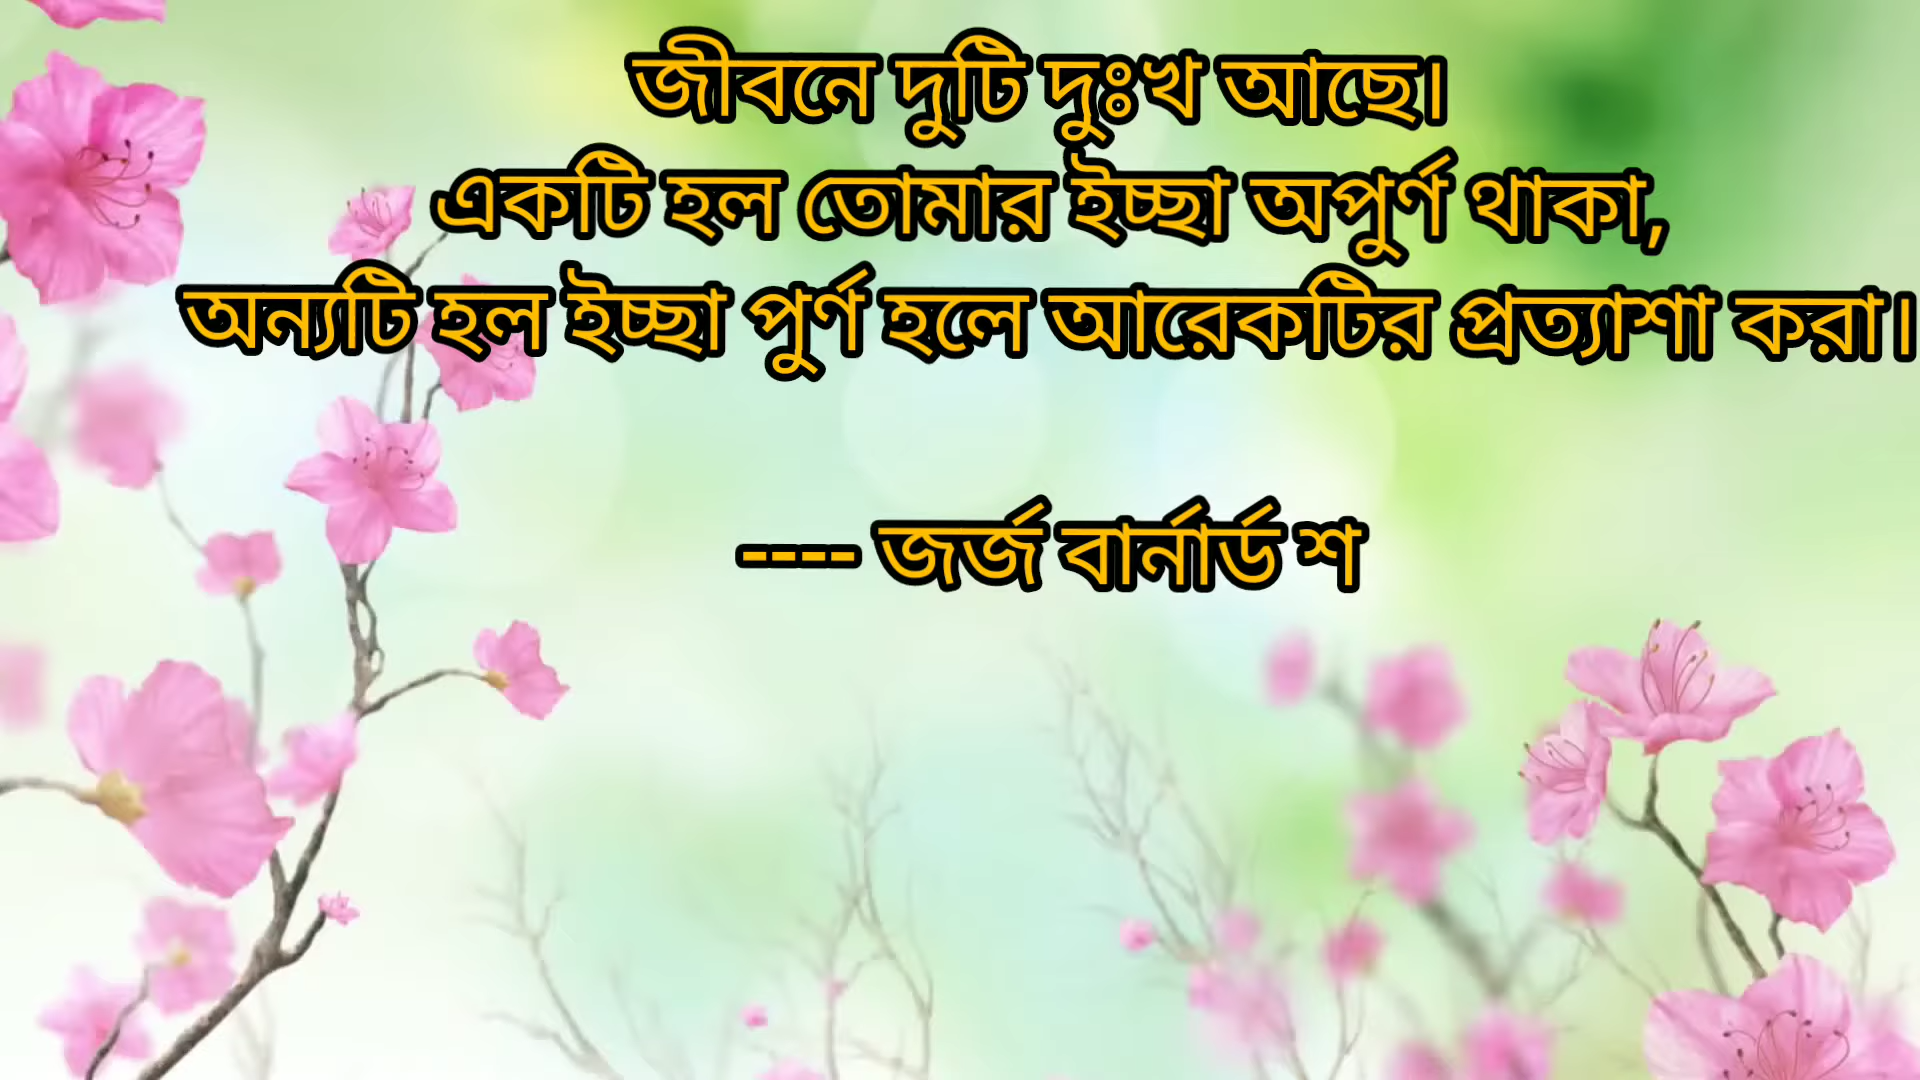 জীবনে দুটি দুঃখ আছে।
একটি হল তোমার ইচ্ছা অপুর্ণ থাকা,
অন্যটি হল ইচ্ছা পুর্ণ হলে আরেকটির প্রত্যাশা করা।
---- জর্জ বার্নার্ড শ